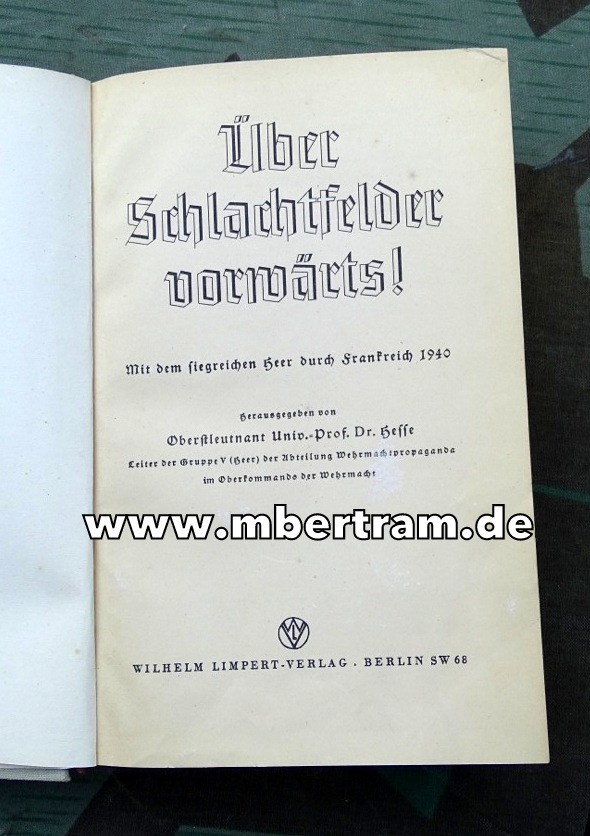 Über
Schlachtfelder
vorwärts!
Mit dem siegreichen Heer durch Frankreich 1940
Herausgegeben von
Oberstleutnant Univ.-Prof. Dr. Hesse
Leiter der Gruppe V (Heer) der Abteilung Wehrmachtpropaganda
im Oberkommando der Wehrmacht
www.mbertram.de
WLV
WILHELM LIMPERT-VERLAG . BERLIN SW 68